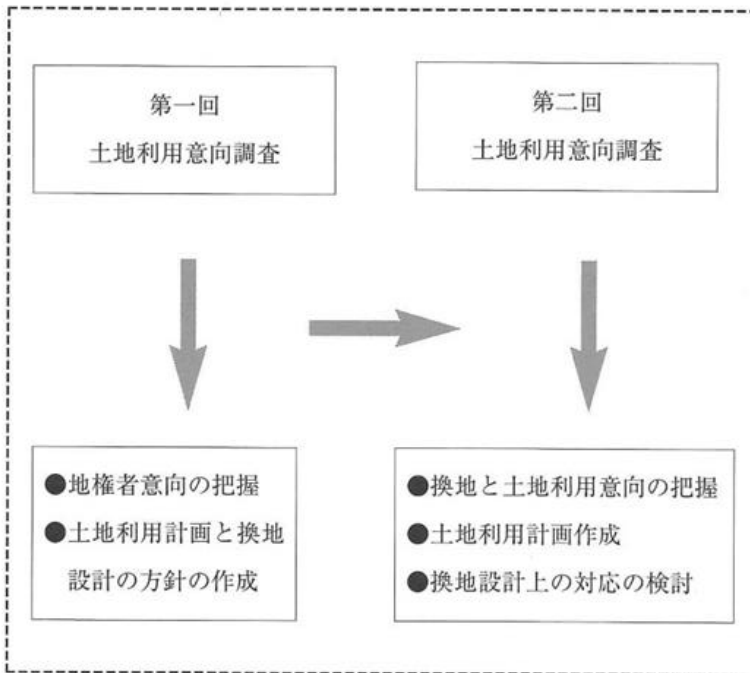 第一回
土地利用意向調査
第二回
土地利用意向調査
●地権者意向の把握
●土地利用計画と換地
設計の方針の作成
●換地と土地利用意向の把握
●土地利用計画作成
●換地設計上の対応の検討